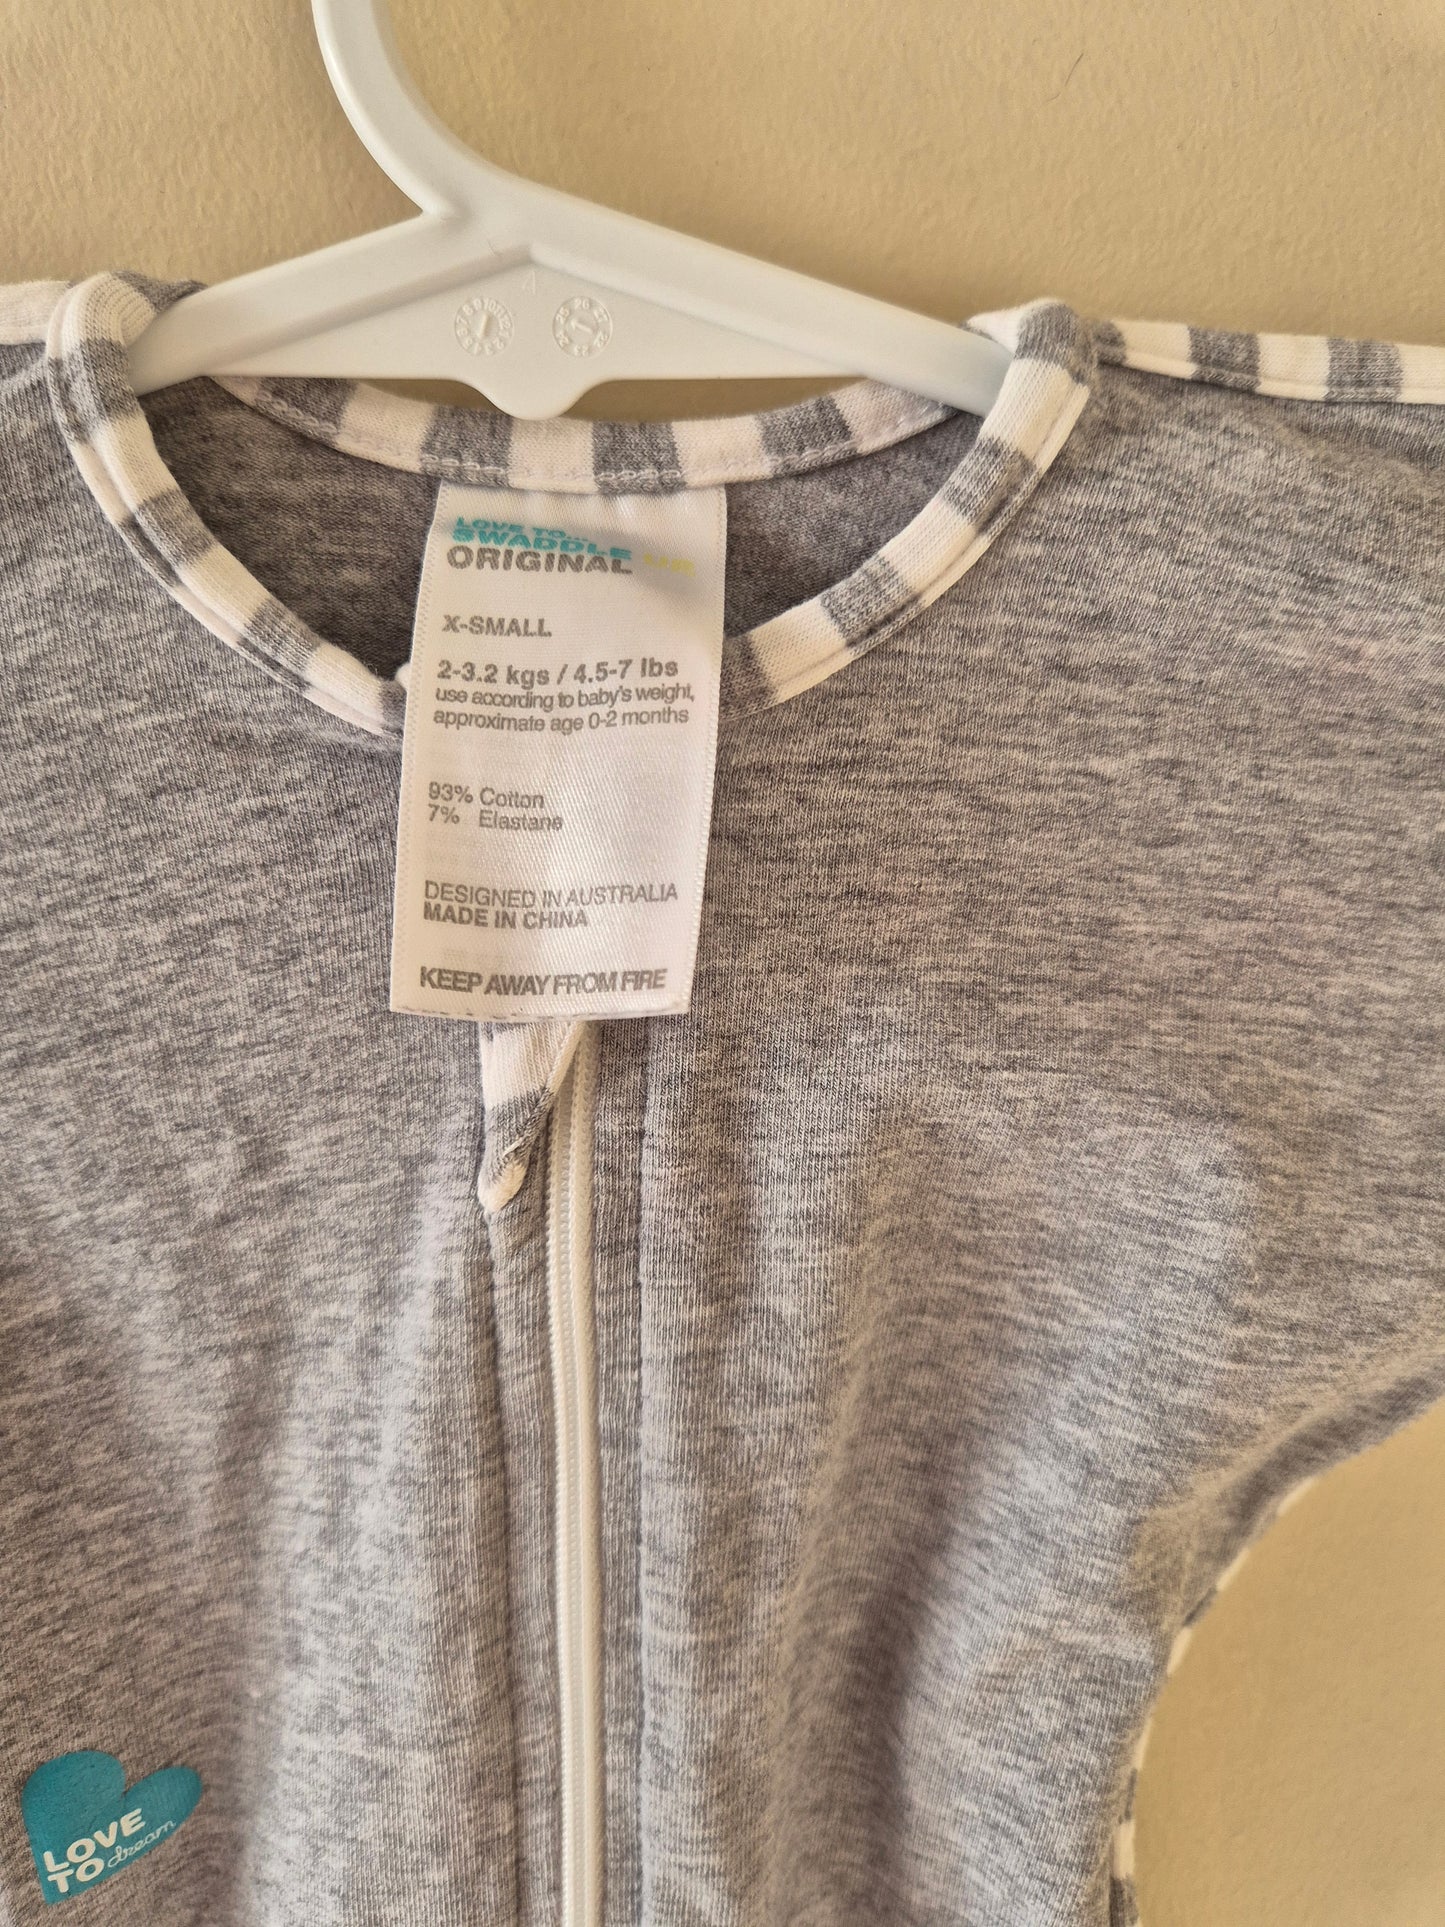 LOVE TO...
SWADDLE UP
ORIGINAL
X-SMALL
2-3.2 kgs / 4.5-7 lbs
use according to baby's weight,
approximate age 0-2 months
93% Cotton
7% Elastane
DESIGNED IN AUSTRALIA
MADE IN CHINA
KEEP AWAY FROM FIRE
LOVE
TO dream